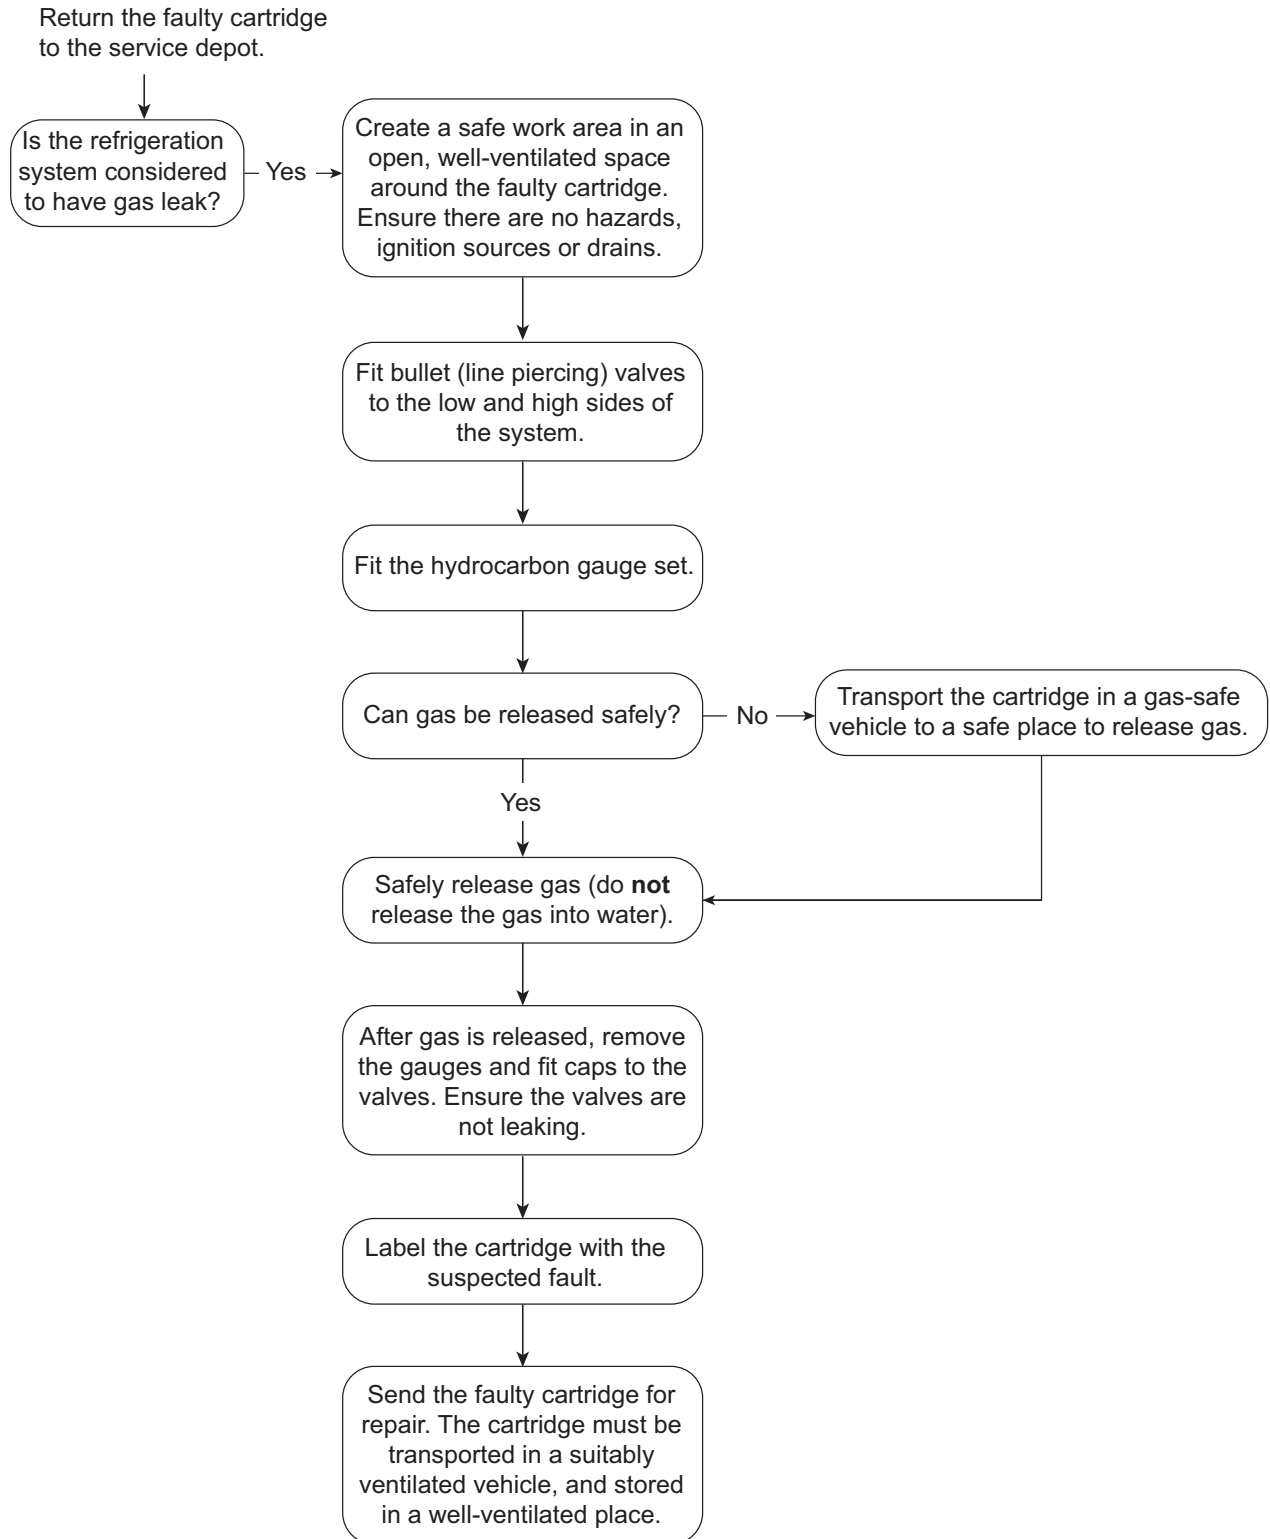 Return the faulty cartridge
to the service depot.
Is the refrigeration
system considered
to have gas leak?
Yes
Create a safe work area in an
open, well-ventilated space
around the faulty cartridge.
Ensure there are no hazards,
ignition sources or drains.
Fit bullet (line piercing) valves
to the low and high sides of
the system.
Fit the hydrocarbon gauge set.
Can gas be released safely?
No
Transport the cartridge in a gas-safe
vehicle to a safe place to release gas.
Yes
Safely release gas (do not
release the gas into water).
After gas is released, remove
the gauges and fit caps to the
valves. Ensure the valves are
not leaking.
Label the cartridge with the
suspected fault.
Send the faulty cartridge for
repair. The cartridge must be
transported in a suitably
ventilated vehicle, and stored
in a well-ventilated place.